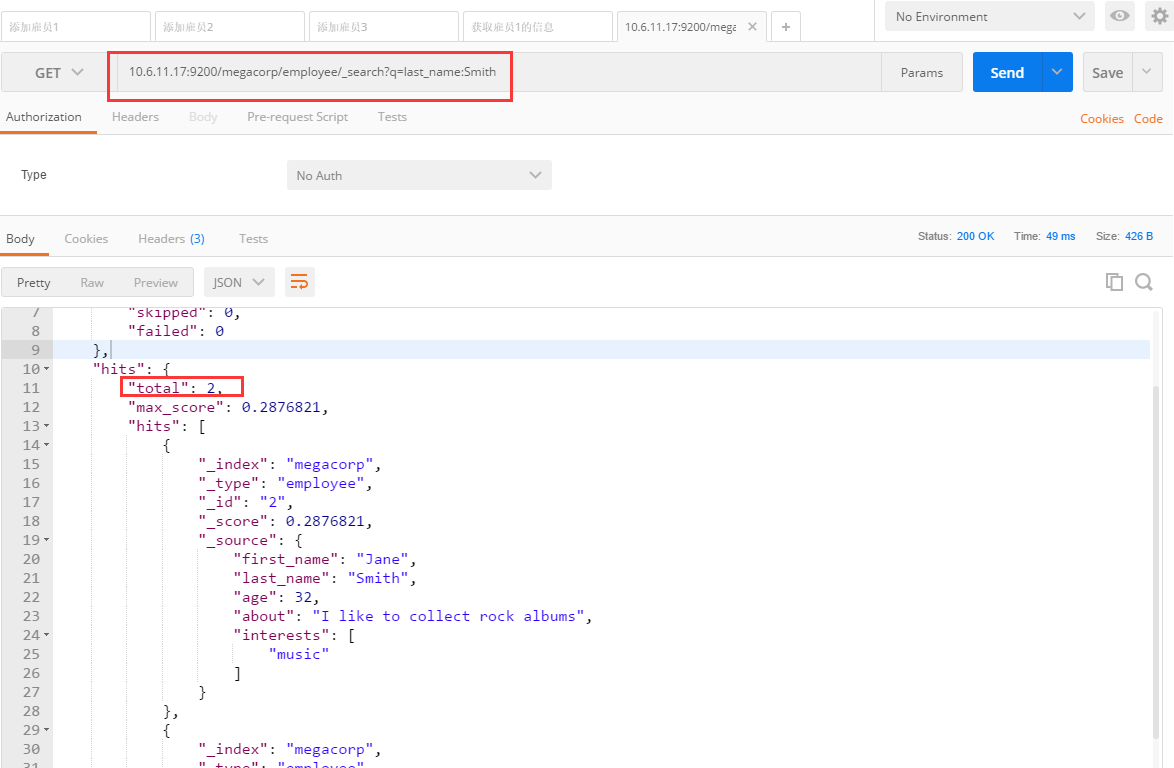 添加雇员1 添加雇员2 添加雇员3 获取雇员1的信息 10.6.11.17:9200/mega × + No Environment
GET 10.6.11.17:9200/megacorp/employee/_search?q=last_name:Smith Params Send Save
Authorization Headers Body Pre-request Script Tests Cookies Code
Type No Auth
Body Cookies Headers (3) Tests Status: 200 OK Time: 49 ms Size: 426 B
Pretty Raw Preview JSON
7 "skipped": 0,
8 "failed": 0
9 },
10 "hits": {
11 "total": 2,
12 "max_score": 0.2876821,
13 "hits": [
14 {
15 "_index": "megacorp",
16 "_type": "employee",
17 "_id": "2",
18 "_score": 0.2876821,
19 "_source": {
20 "first_name": "Jane",
21 "last_name": "Smith",
22 "age": 32,
23 "about": "I like to collect rock albums",
24 "interests": [
25 "music"
26 ]
27 }
28 },
29 {
30 "_index": "megacorp",
31 "_type": "employee"